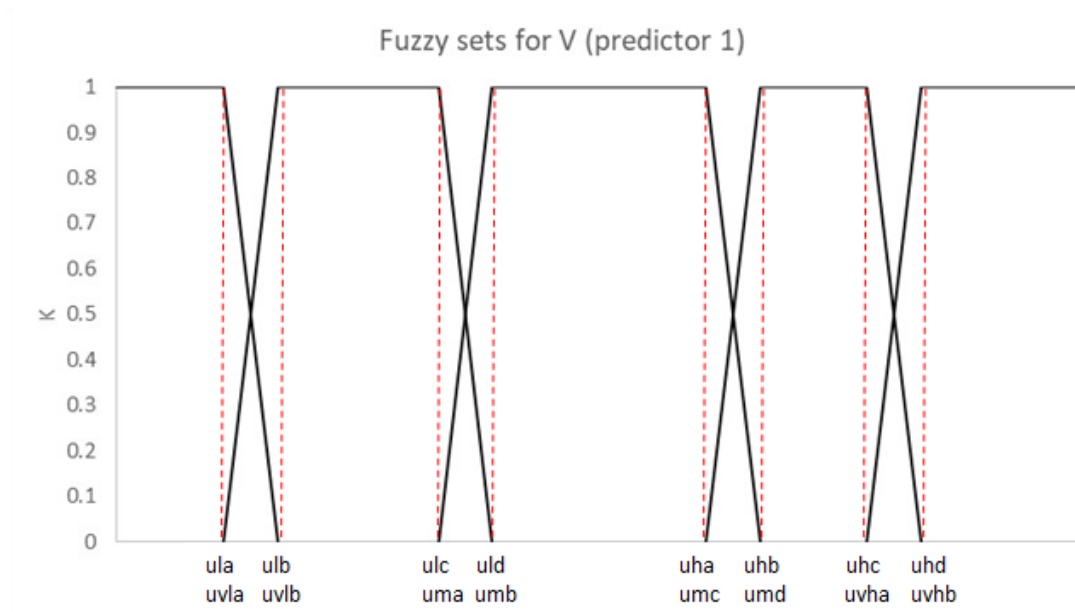 Fuzzy sets for V (predictor 1)
1
0.9
0.8
0.7
0.6
0.5
0.4
0.3
0.2
0.1
0
K
ula ulb ulc uld uha uhb uhc uhd
uvla uvlb uma umb umc umd uvha uvhb